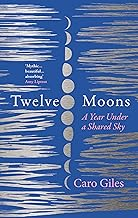 'Mythic...
beautiful...
absorbing'
Amy Liptrot
Twelve Moons
A Year Under
a Shared Sky
Caro Giles